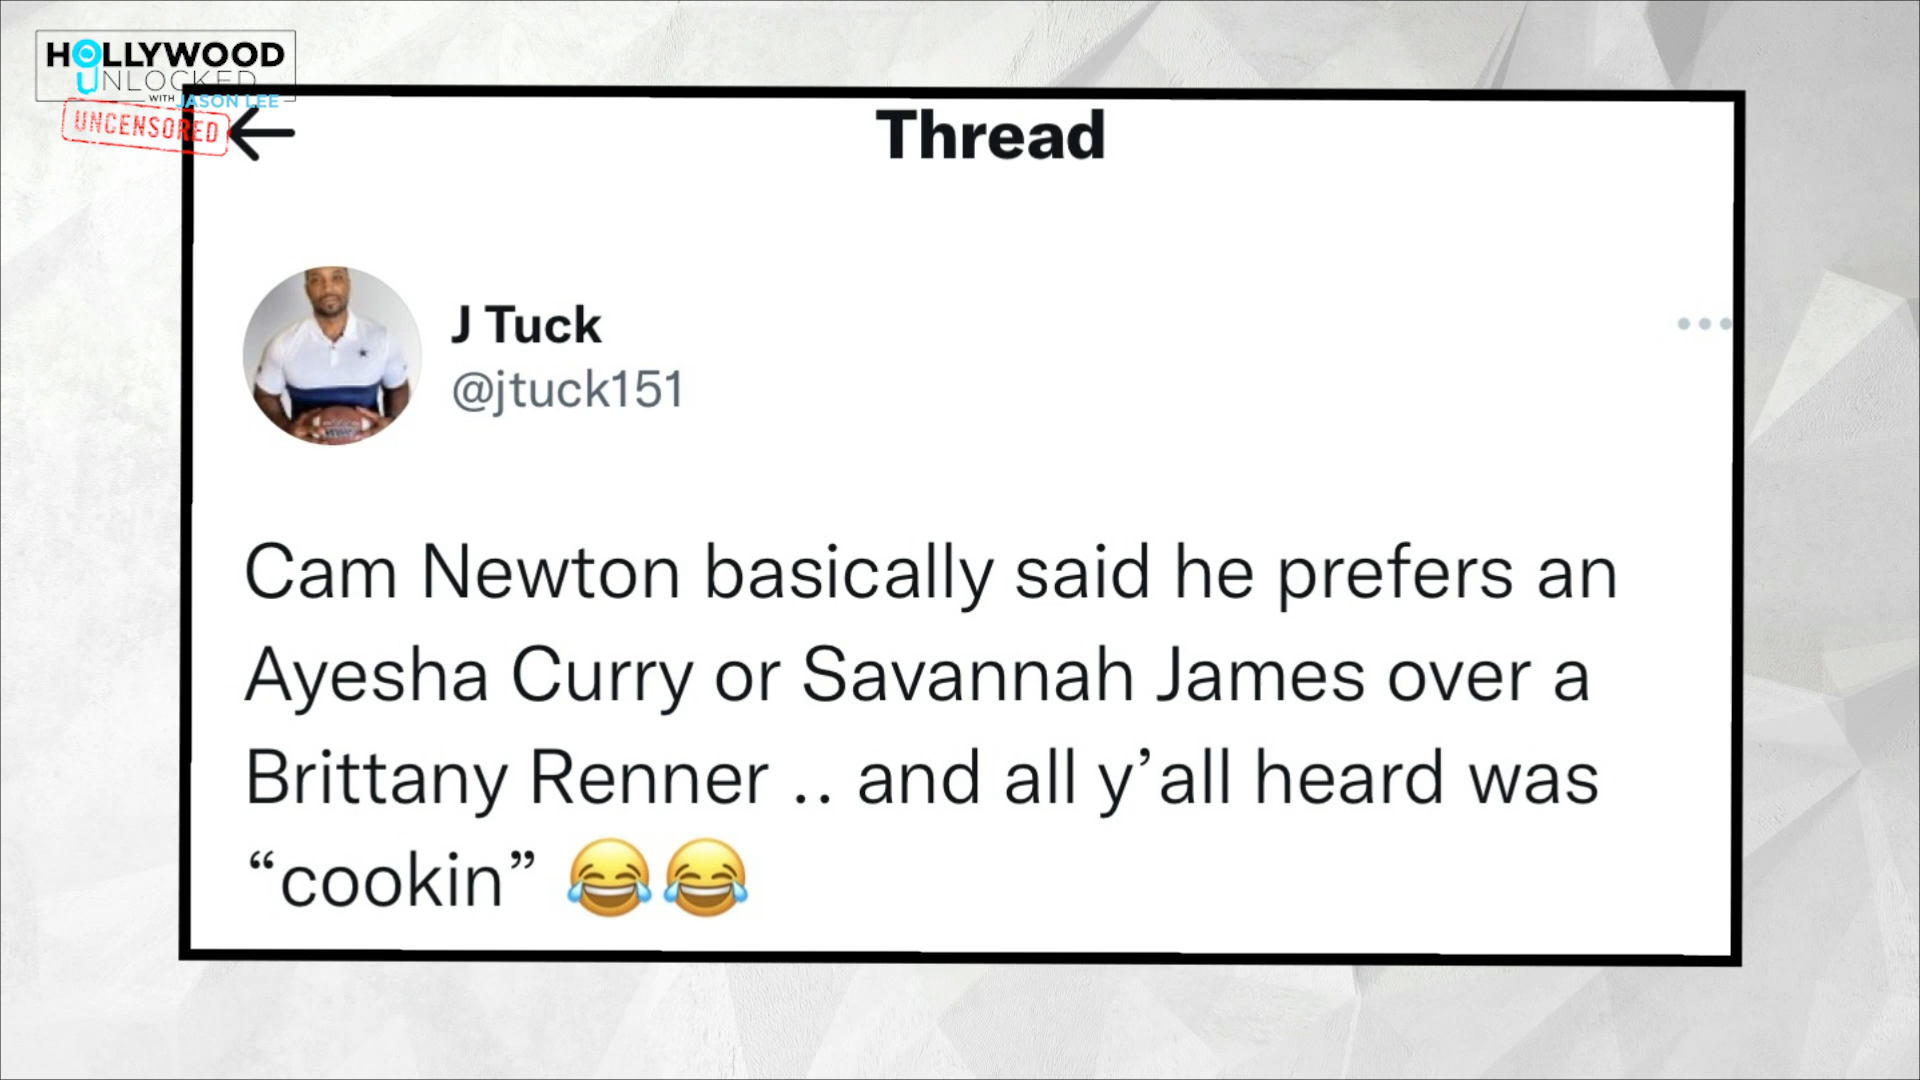 HOLLYWOOD
UNLOCKED
WITH JASON LEE
UNCENSORED
Thread
J Tuck
@jtuck151
Cam Newton basically said he prefers an
Ayesha Curry or Savannah James over a
Brittany Renner .. and all y’all heard was
“cookin” 😂😂